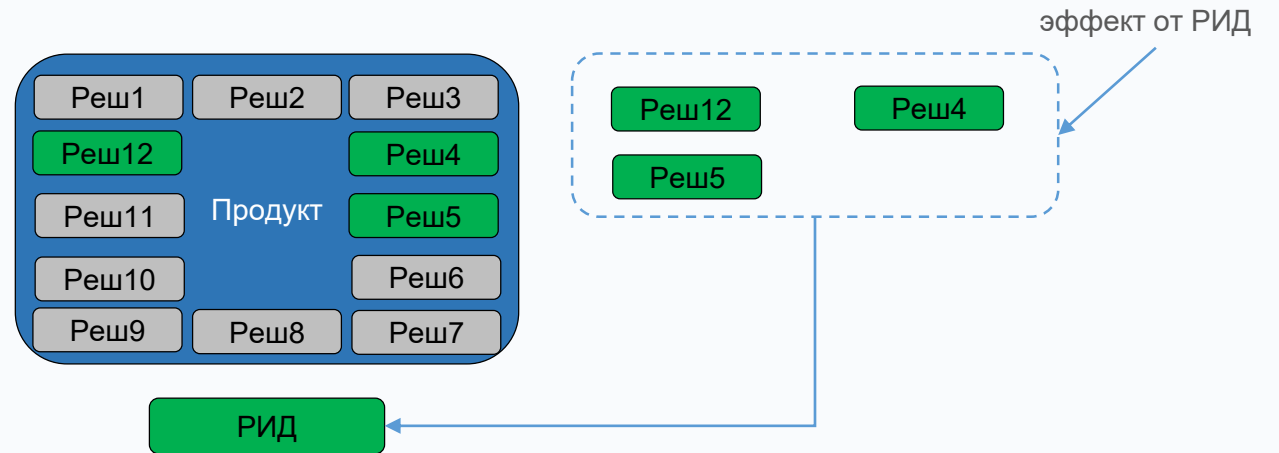 эффект от РИД
Реш1 Реш2 Реш3
Реш12 Реш4
Реш11 Продукт Реш5
Реш10 Реш6
Реш9 Реш8 Реш7
Реш12 Реш4
Реш5
РИД